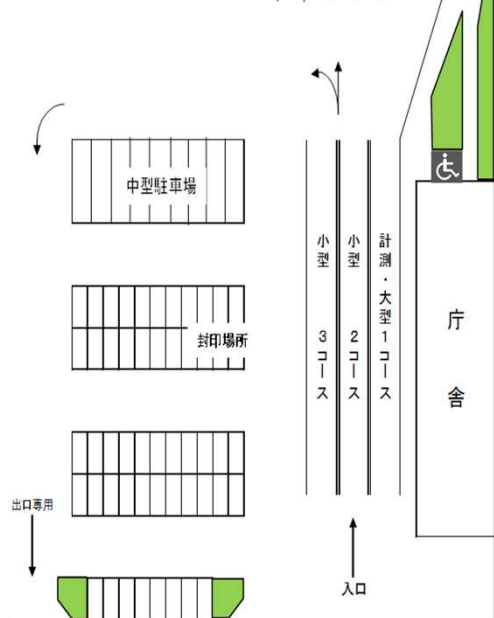 中型駐車場
封印場所
小型 3コース
小型 2コース
計測・大型1コース
庁舎
出口専用
入口